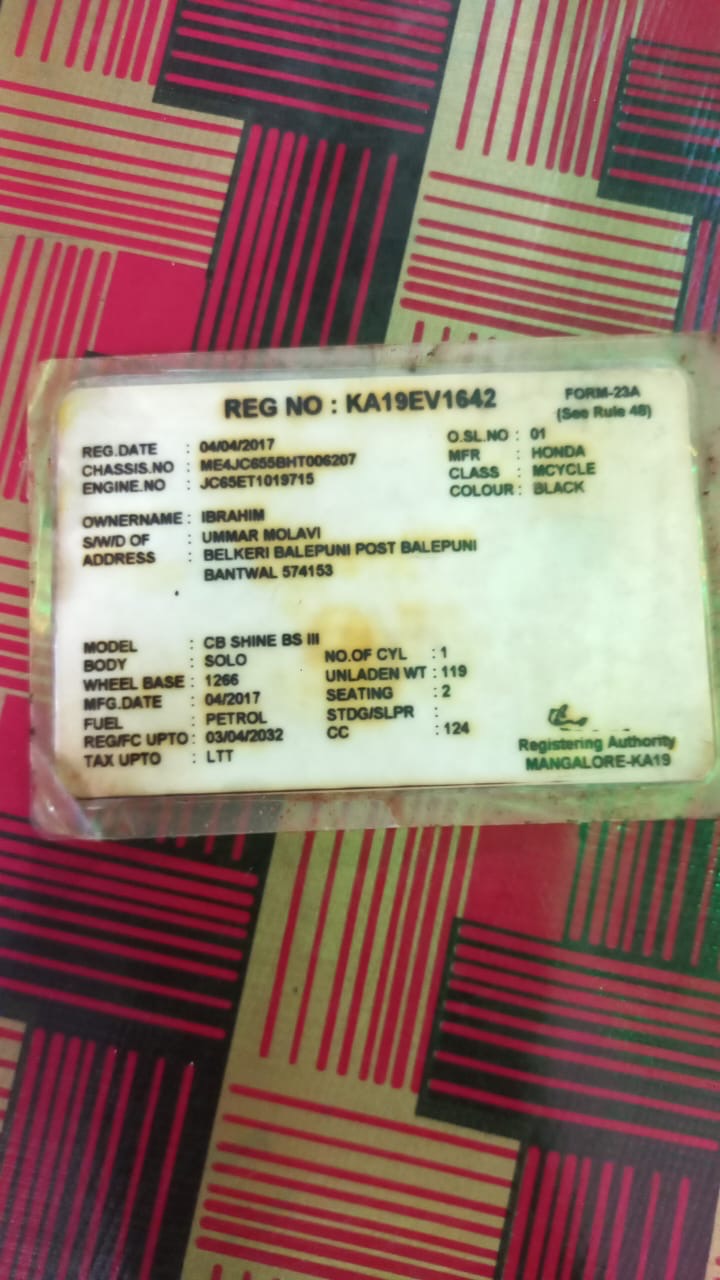 REG NO : KA19EV1642
FORM-23A
(See Rule 48)
REG.DATE : 04/04/2017
CHASSIS.NO : ME4JC655BHT006207
ENGINE.NO : JC65ET1019715
O.SL.NO : 01
MFR : HONDA
CLASS : MCYCLE
COLOUR : BLACK
OWNERNAME : IBRAHIM
S/W/D OF : UMMAR MOLAVI
ADDRESS : BELKERI BALEPUNI POST BALEPUNI
BANTWAL 574153
MODEL : CB SHINE BS III
BODY : SOLO
WHEEL BASE : 1266
MFG.DATE : 04/2017
FUEL : PETROL
REG/FC UPTO : 03/04/2032
TAX UPTO : LTT
NO.OF CYL : 1
UNLADEN WT : 119
SEATING : 2
STDG/SLPR :
CC : 124
Registering Authority
MANGALORE-KA19